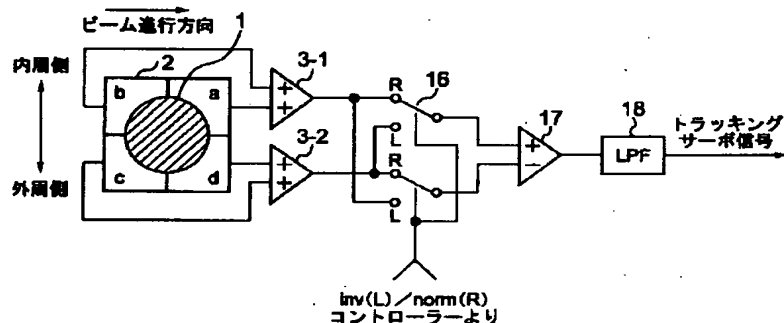 ビーム進行方向
1
内周側
2
b
a
c
d
外周側
3-1
+
+
3-2
+
+
R
16
L
R
L
17
+
−
18
LPF
トラッキング
サーボ信号
inv(L)/norm(R)
コントローラーより